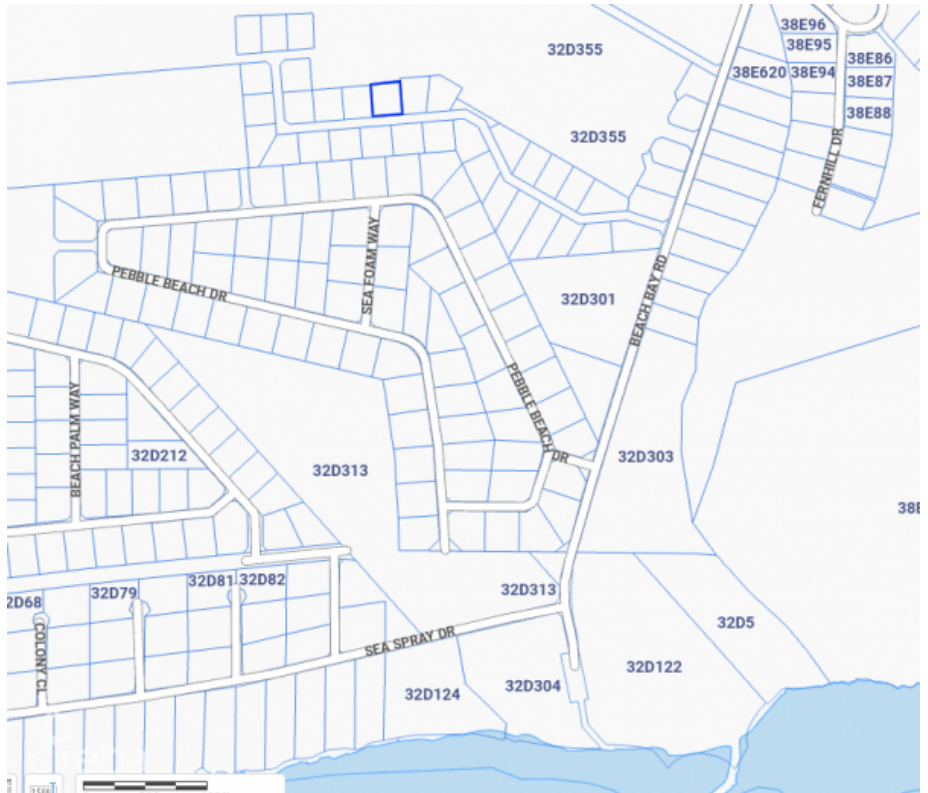 38E96
32D355
38E95
38E86
38E620
38E94
38E87
38E88
32D355
FERNHILL DR
SEA FOAM WAY
PEBBLE BEACH DR
32D301
BEACH BAY RD
BEACH PALM WAY
PEBBLE BEACH DR
32D212
32D313
32D303
32D81
32D82
32D79
32D313
32D5
COLONY CL
SEA SPRAY DR
32D122
32D304
32D124